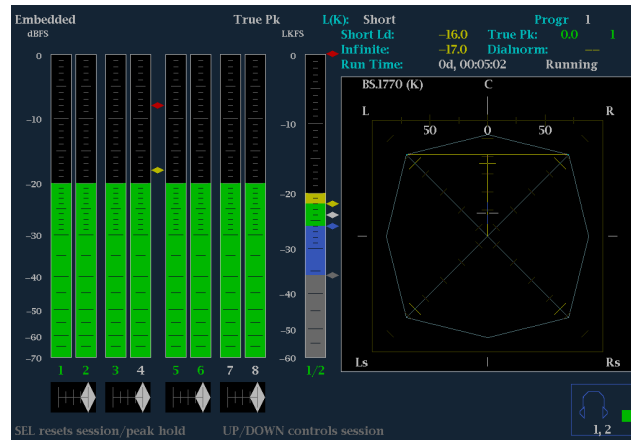 Embedded True Pk L(K): Short Progr 1
dBFS LKFS Short Ld: -16.0 True Pk: 0.0 1
Infinite: -17.0 Dialnorm: --
Run Time: 0d, 00:05:02 Running
BS.1770 (K) C
L R
50 0 50
0 0
-10 -10
-20 -20
-30 -30
-40 -40
-50 -50
-60
-70 -60
Ls Rs
1 2 3 4 5 6 7 8 1/2
1, 2
SEL resets session/peak hold UP/DOWN controls session